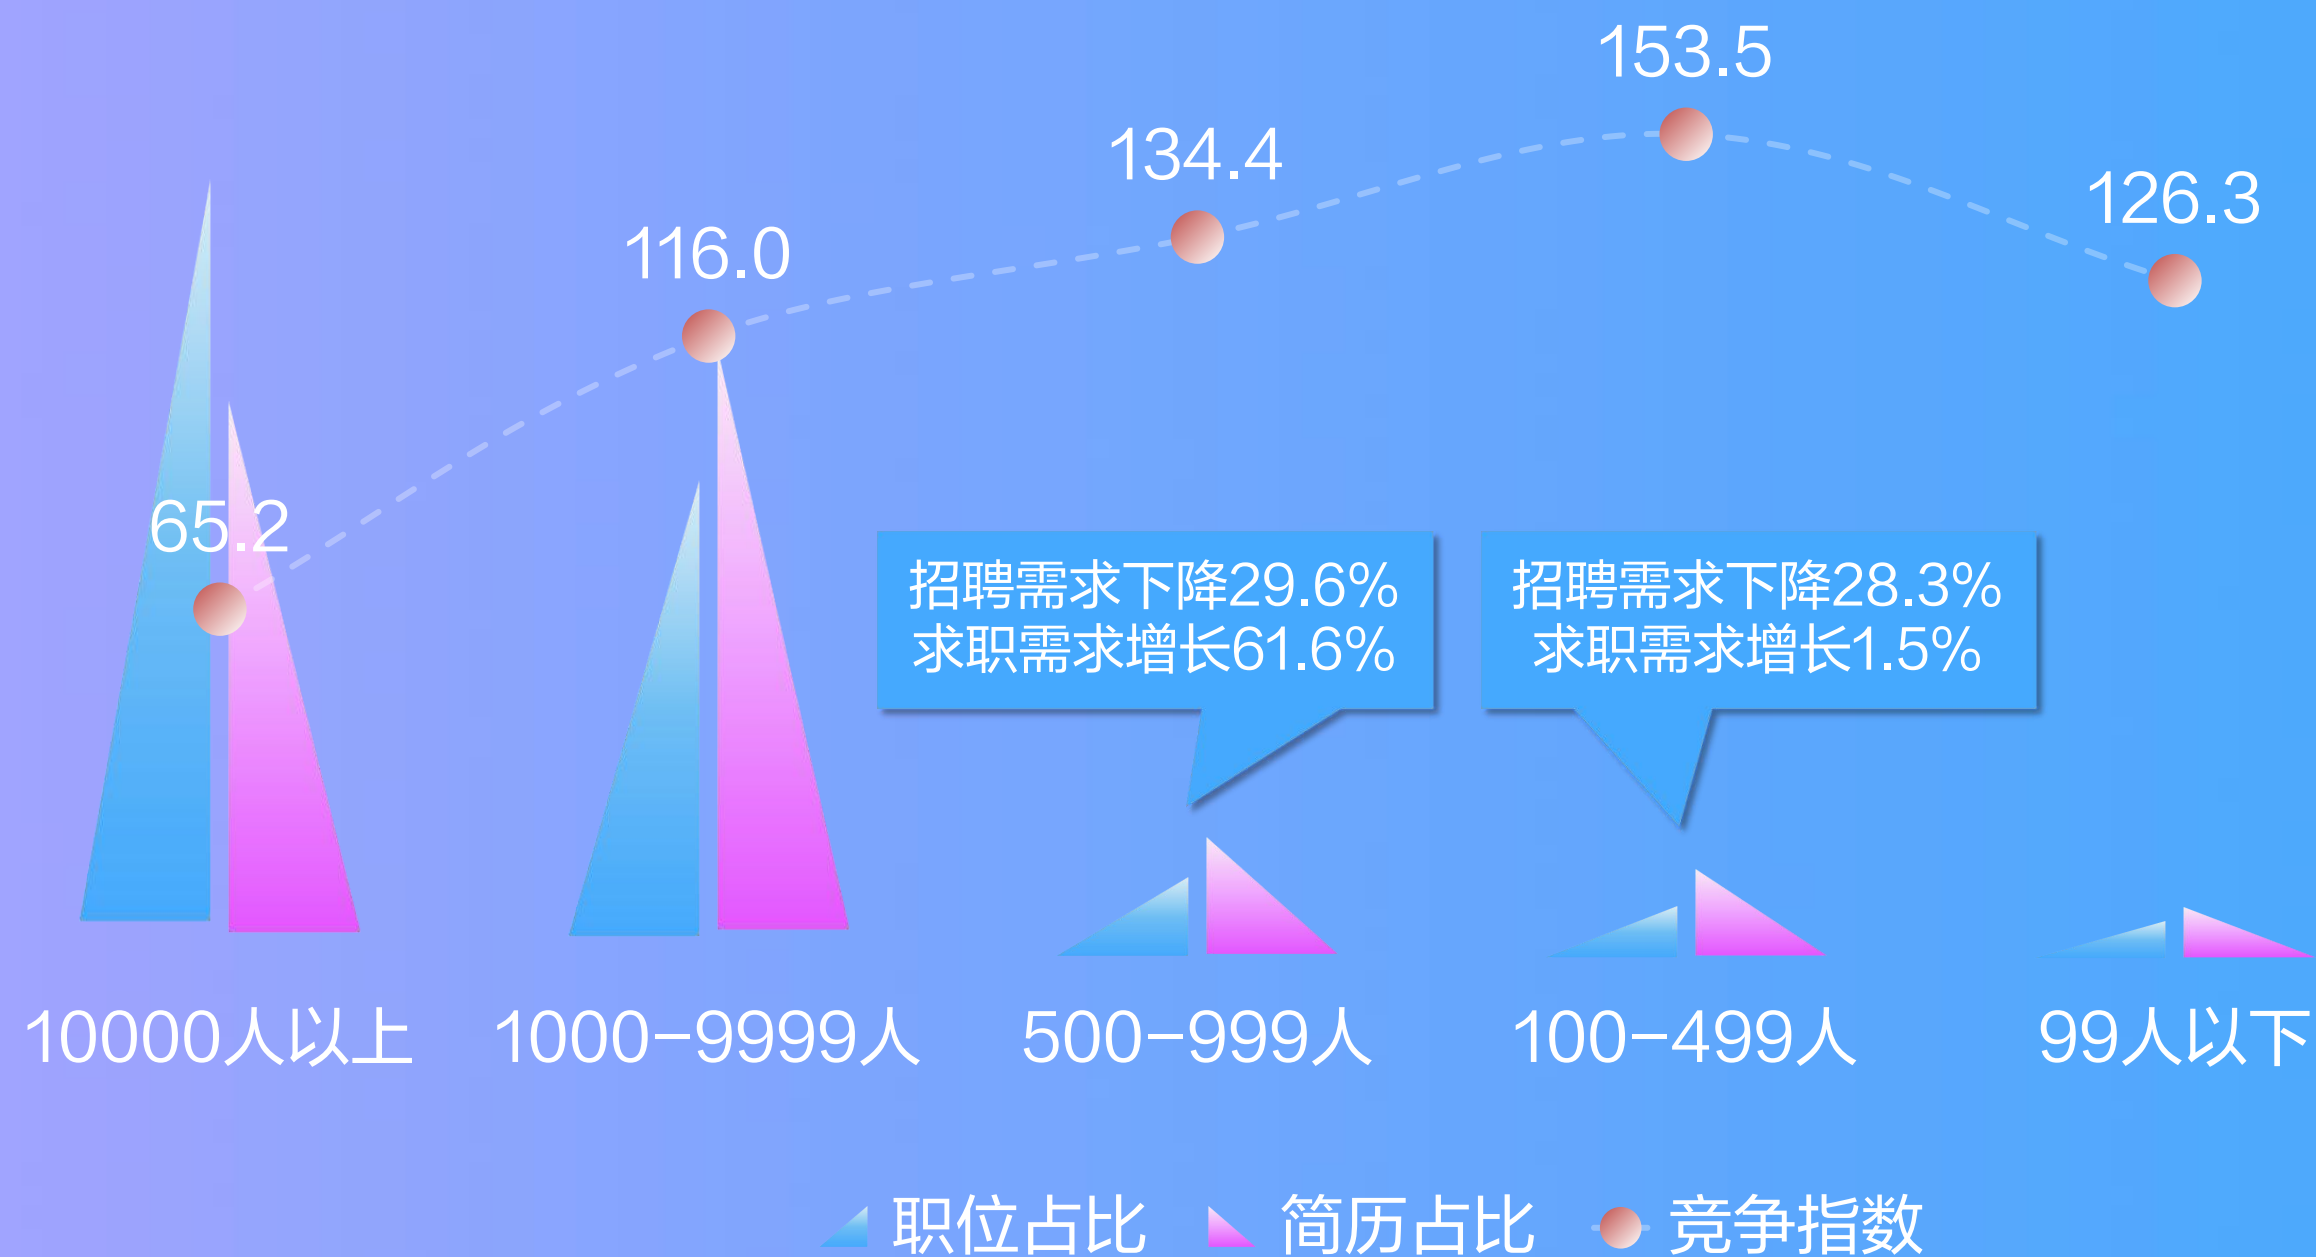 153.5
134.4
126.3
116.0
65.2
招聘需求下降29.6%
求职需求增长61.6%
招聘需求下降28.3%
求职需求增长1.5%
10000人以上
1000-9999人
500-999人
100-499人
99人以下
职位占比
简历占比
竞争指数